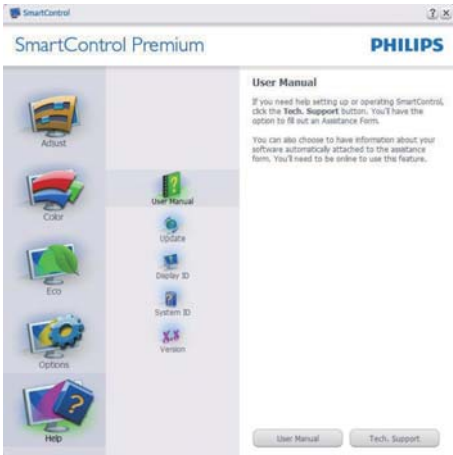 SmartControl
SmartControl Premium
PHILIPS
Adjust
Color
Eco
Options
Help
User Manual
Update
Display ID
System ID
Version
User Manual
If you need help setting up or operating SmartControl,
click the Tech. Support button. You'll have the
option to fill out an Assistance Form.
You can also choose to have information about your
software automatically attached to the assistance
form. You'll need to be online to use this feature.
User Manual
Tech. Support